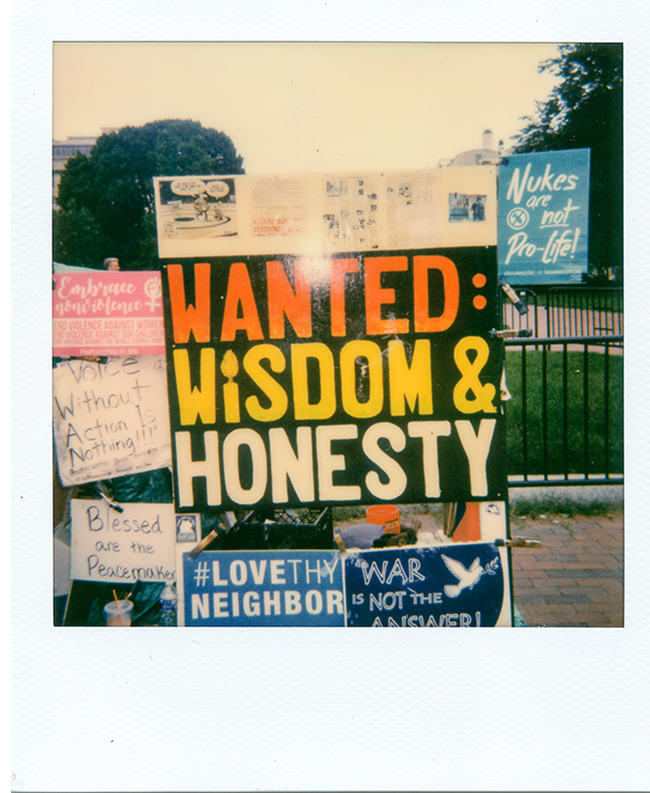 WANTED:
WISDOM &
HONESTY
Nukes
are
not
Pro-Life!
Embrace
nonviolence
END VIOLENCE AGAINST WOMEN
Voice
Without
Action Is
Nothing!!!
Blessed
are the
Peacemaker
#LOVETHY
NEIGHBOR
WAR
IS NOT THE
ANSWER!